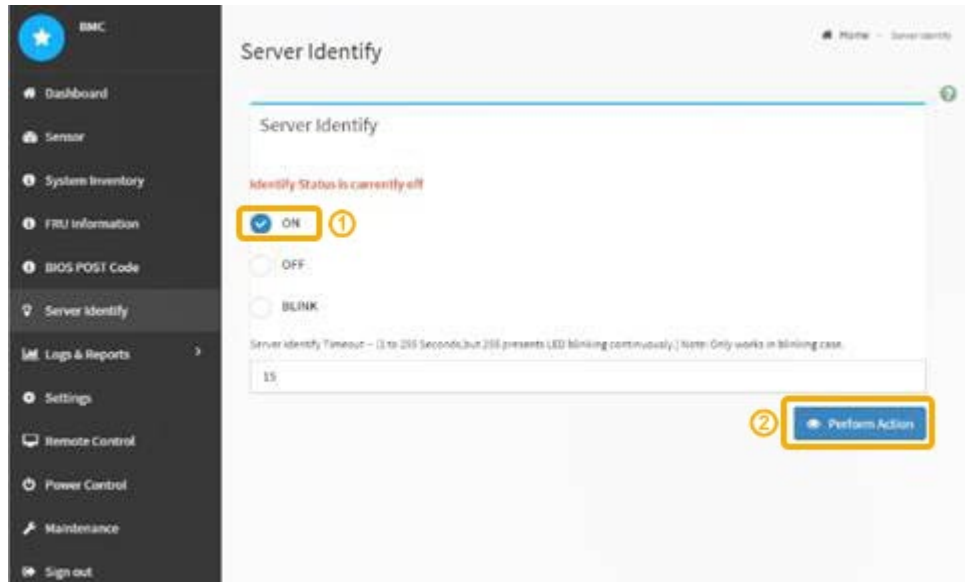 BMC
Dashboard
Sensor
System Inventory
FRU Information
BIOS POST Code
Server Identify
Logs & Reports
Settings
Remote Control
Power Control
Maintenance
Sign out
Home - Server Identify
Server Identify
Server Identify
Identify Status is currently off
ON
1
OFF
BLINK
Server Identify Timeout - (1 to 255 Seconds,but 255 presents LED blinking continuously.) Note: Only works in blinking case.
15
2
Perform Action